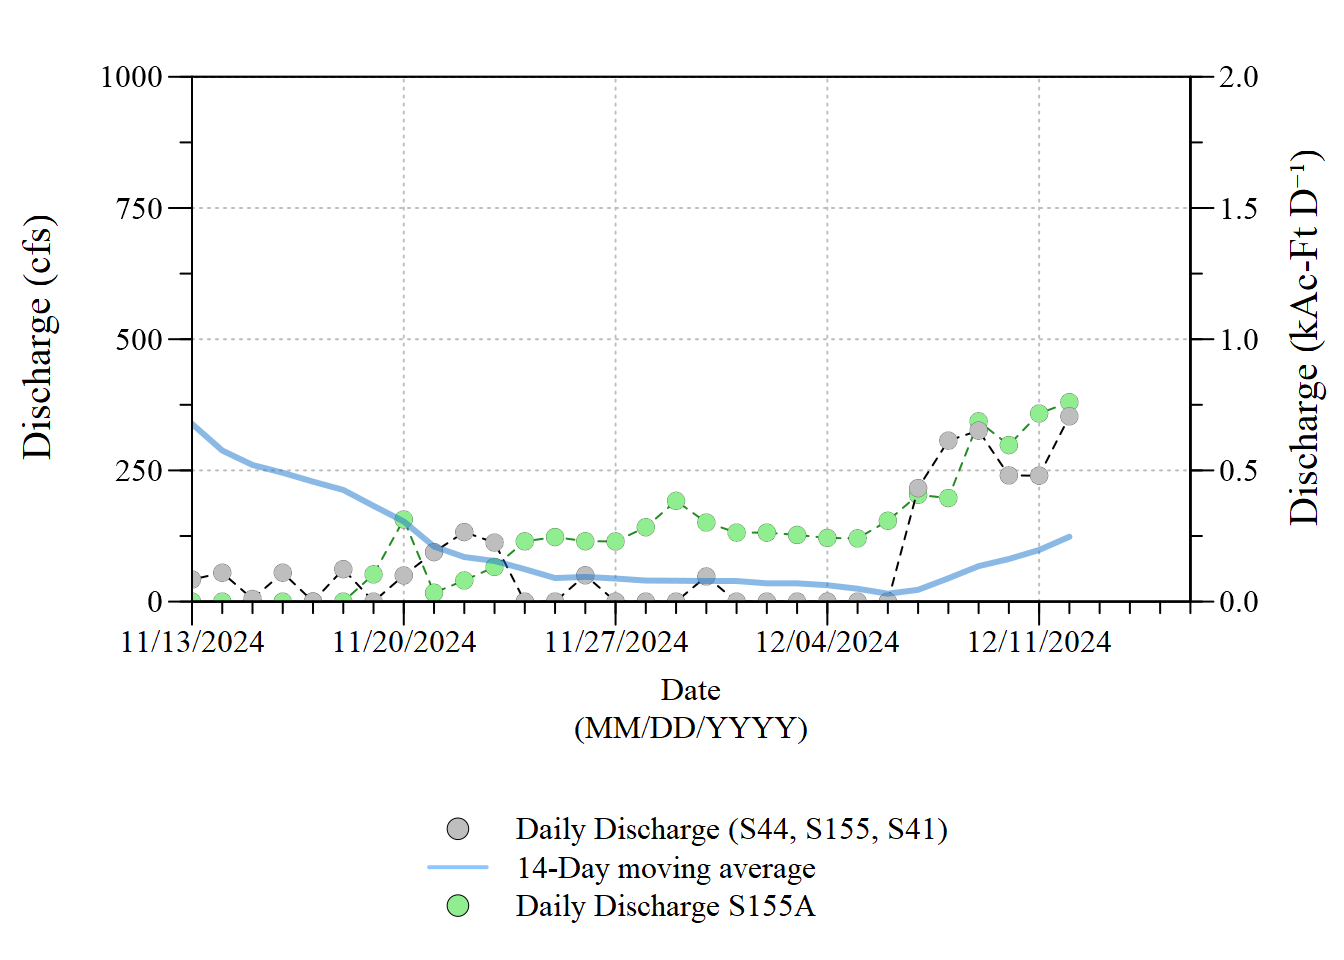 1000
750
500
250
0
Discharge (cfs)
2.0
1.5
1.0
0.5
0.0
Discharge (kAc-Ft D⁻¹)
11/13/2024 11/20/2024 11/27/2024 12/04/2024 12/11/2024
Date
(MM/DD/YYYY)
Daily Discharge (S44, S155, S41)
14-Day moving average
Daily Discharge S155A